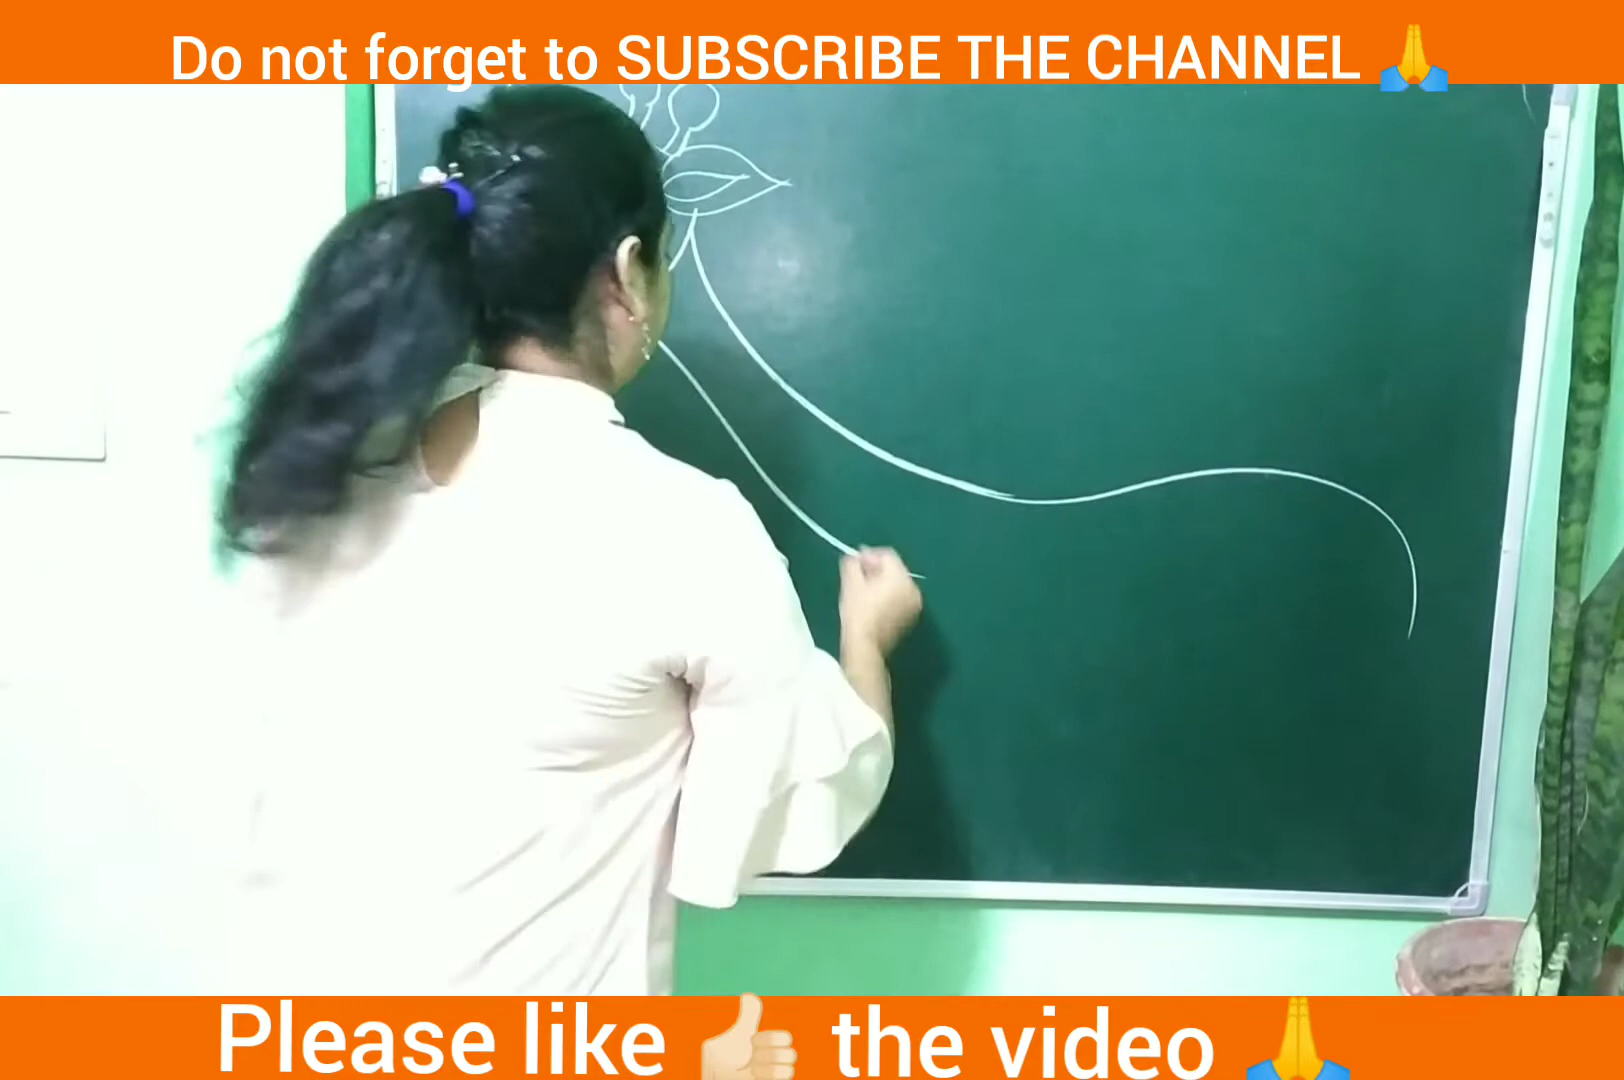 Do not forget to SUBSCRIBE THE CHANNEL 🙏
Please like 👍🏻 the video 🙏